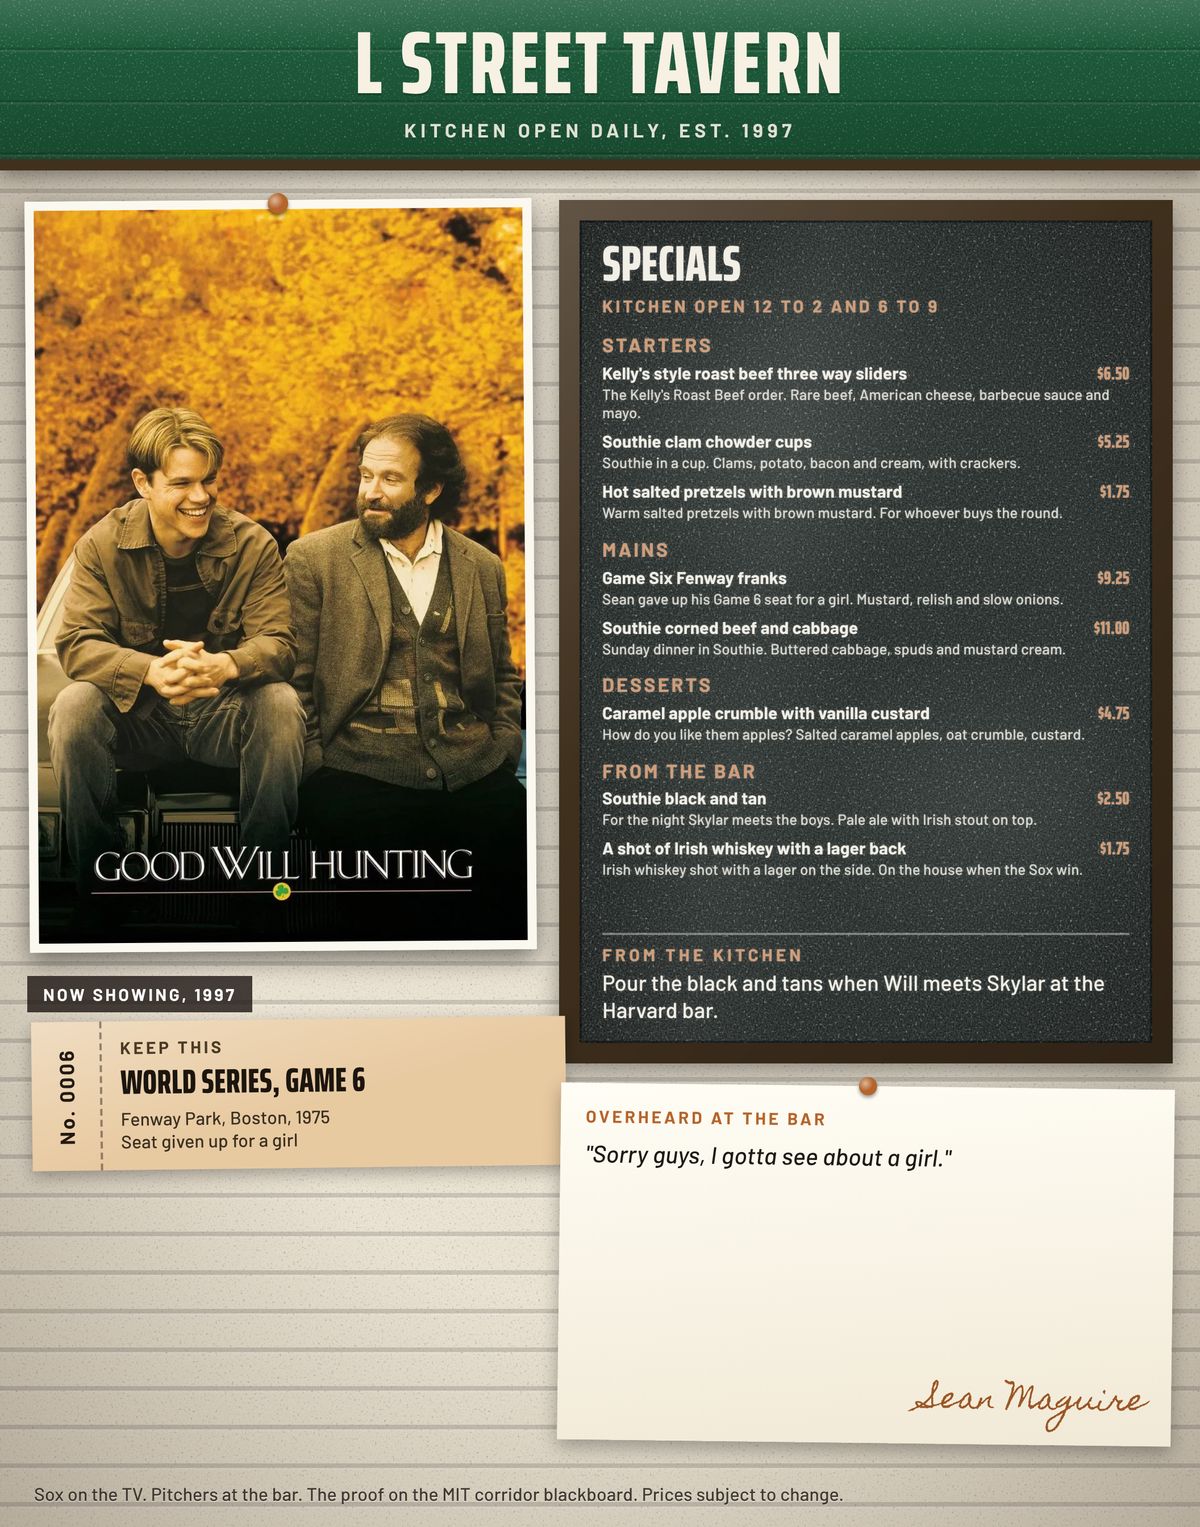 L STREET TAVERN
KITCHEN OPEN DAILY, EST. 1997
GOOD WILL HUNTING
NOW SHOWING, 1997
No. 0006
KEEP THIS
WORLD SERIES, GAME 6
Fenway Park, Boston, 1975
Seat given up for a girl
SPECIALS
KITCHEN OPEN 12 TO 2 AND 6 TO 9
STARTERS
Kelly's style roast beef three way sliders $6.50
The Kelly's Roast Beef order. Rare beef, American cheese, barbecue sauce and
mayo.
Southie clam chowder cups $5.25
Southie in a cup. Clams, potato, bacon and cream, with crackers.
Hot salted pretzels with brown mustard $1.75
Warm salted pretzels with brown mustard. For whoever buys the round.
MAINS
Game Six Fenway franks $9.25
Sean gave up his Game 6 seat for a girl. Mustard, relish and slow onions.
Southie corned beef and cabbage $11.00
Sunday dinner in Southie. Buttered cabbage, spuds and mustard cream.
DESSERTS
Caramel apple crumble with vanilla custard $4.75
How do you like them apples? Salted caramel apples, oat crumble, custard.
FROM THE BAR
Southie black and tan $2.50
For the night Skylar meets the boys. Pale ale with Irish stout on top.
A shot of Irish whiskey with a lager back $1.75
Irish whiskey shot with a lager on the side. On the house when the Sox win.
FROM THE KITCHEN
Pour the black and tans when Will meets Skylar at the
Harvard bar.
OVERHEARD AT THE BAR
"Sorry guys, I gotta see about a girl."
Sean Maguire
Sox on the TV. Pitchers at the bar. The proof on the MIT corridor blackboard. Prices subject to change.